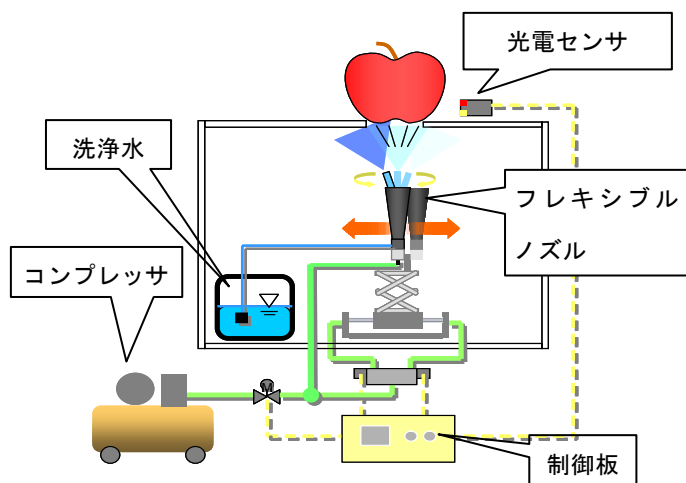 光電センサ
洗浄水
フレキシブル
ノズル
コンプレッサ
M
制御板